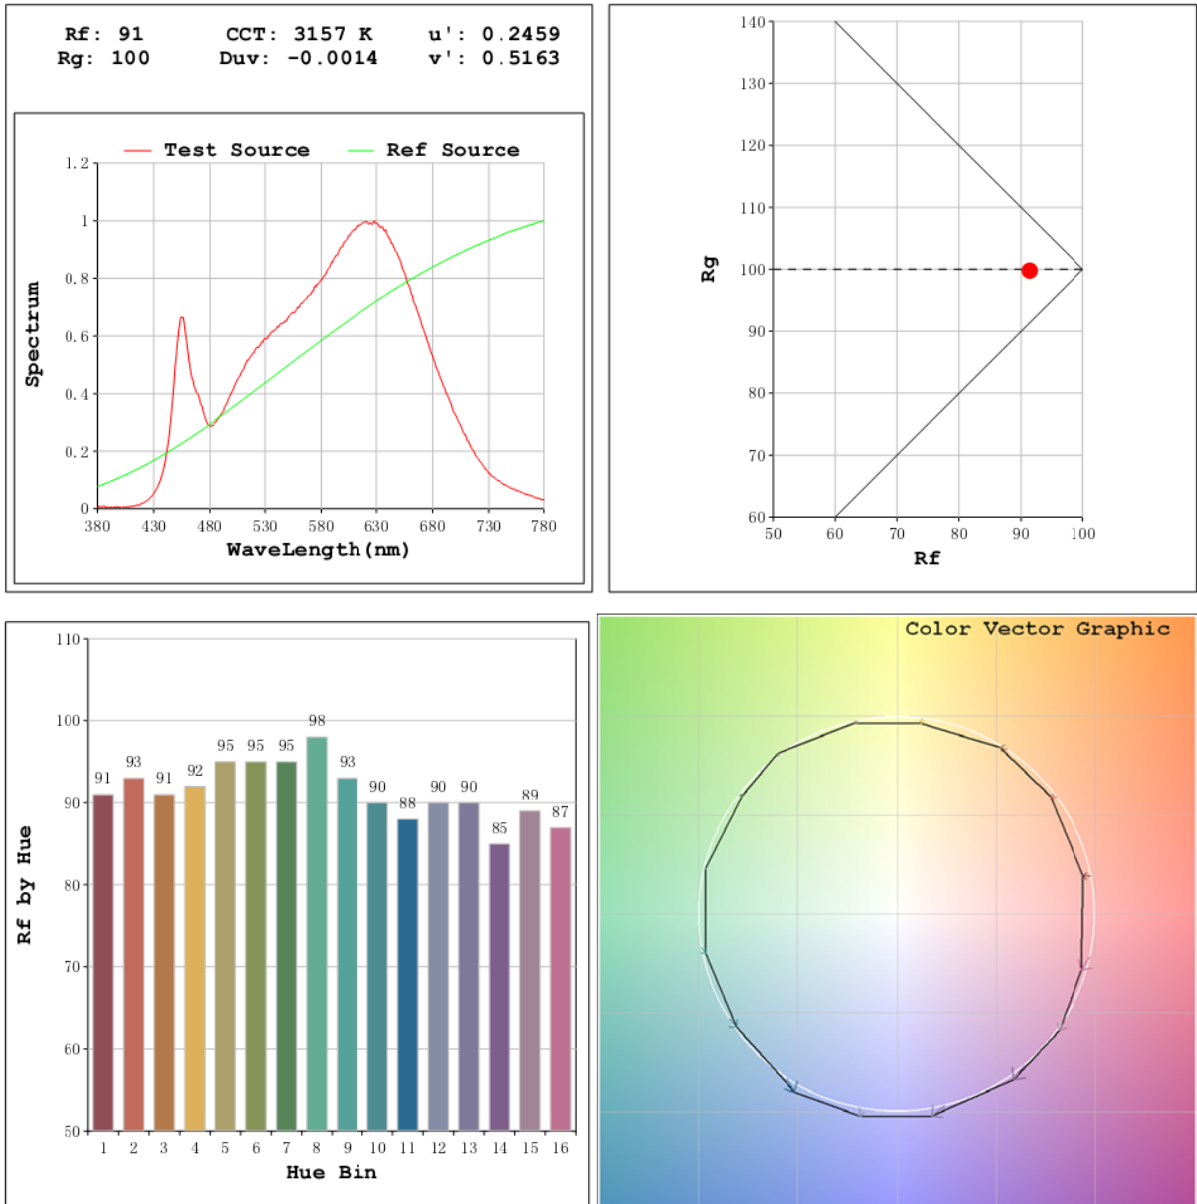 Rf: 91 CCT: 3157 K u': 0.2459
Rg: 100 Duv: -0.0014 v': 0.5163
Test Source Ref Source
1.2
1
0.8
0.6
0.4
0.2
0
Spectrum
380 430 480 530 580 630 680 730 780
WaveLength(nm)
140
130
120
110
100
90
80
70
60
Rg
50 60 70 80 90 100
Rf
110
100
90
80
70
60
50
Rf by Hue
91 93 91 92 95 95 95 98 93 90 88 90 90 85 89 87
1 2 3 4 5 6 7 8 9 10 11 12 13 14 15 16
Hue Bin
Color Vector Graphic